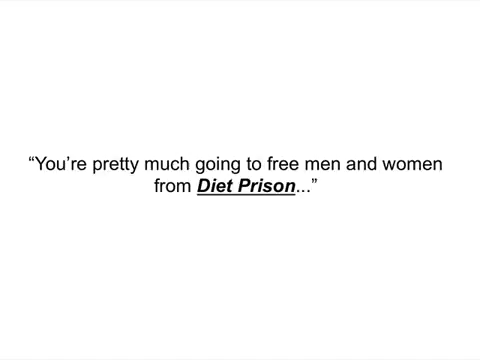 “You’re pretty much going to free men and women
from Diet Prison...”